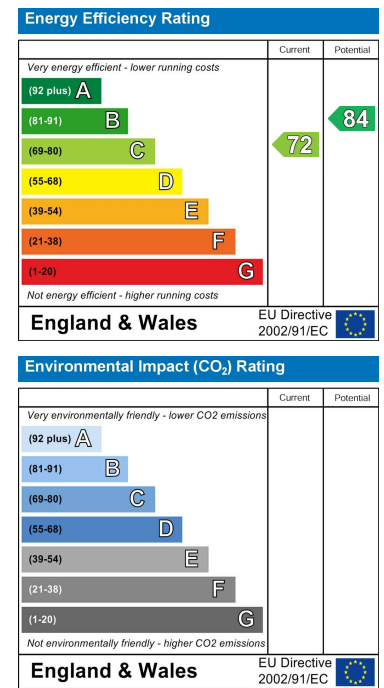 Energy Efficiency Rating
Current Potential
Very energy efficient - lower running costs
(92 plus) A
(81-91) B 84
(69-80) C 72
(55-68) D
(39-54) E
(21-38) F
(1-20) G
Not energy efficient - higher running costs
England & Wales EU Directive 2002/91/EC
Environmental Impact (CO₂) Rating
Current Potential
Very environmentally friendly - lower CO2 emissions
(92 plus) A
(81-91) B
(69-80) C
(55-68) D
(39-54) E
(21-38) F
(1-20) G
Not environmentally friendly - higher CO2 emissions
England & Wales EU Directive 2002/91/EC